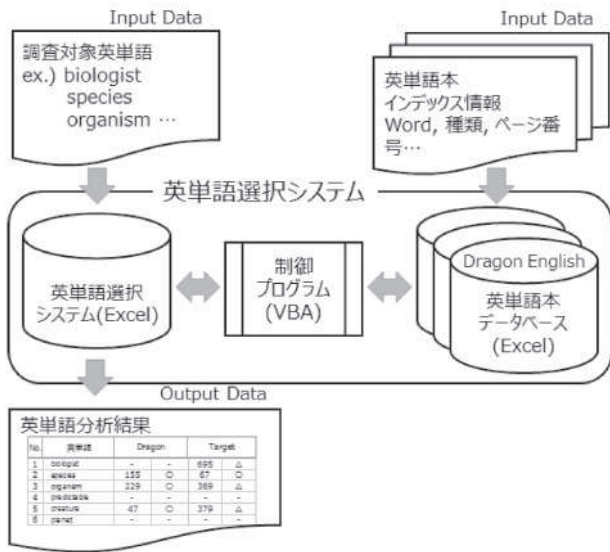 Input Data
調査対象英単語
ex.) biologist
species
organism …
Input Data
英単語本
インデックス情報
Word, 種類, ページ番
号…
英単語選択システム
英単語選択
システム(Excel)
制御
プログラム
(VBA)
Dragon English
英単語本
データベース
(Excel)
Output Data
英単語分析結果
No. 英単語 Dragon Target
1 biologist - - 695 △
2 species 155 ○ 67 ○
3 organism 229 ○ 369 △
4 predictable - - - -
5 creature 47 ○ 379 △
6 planet - - - -